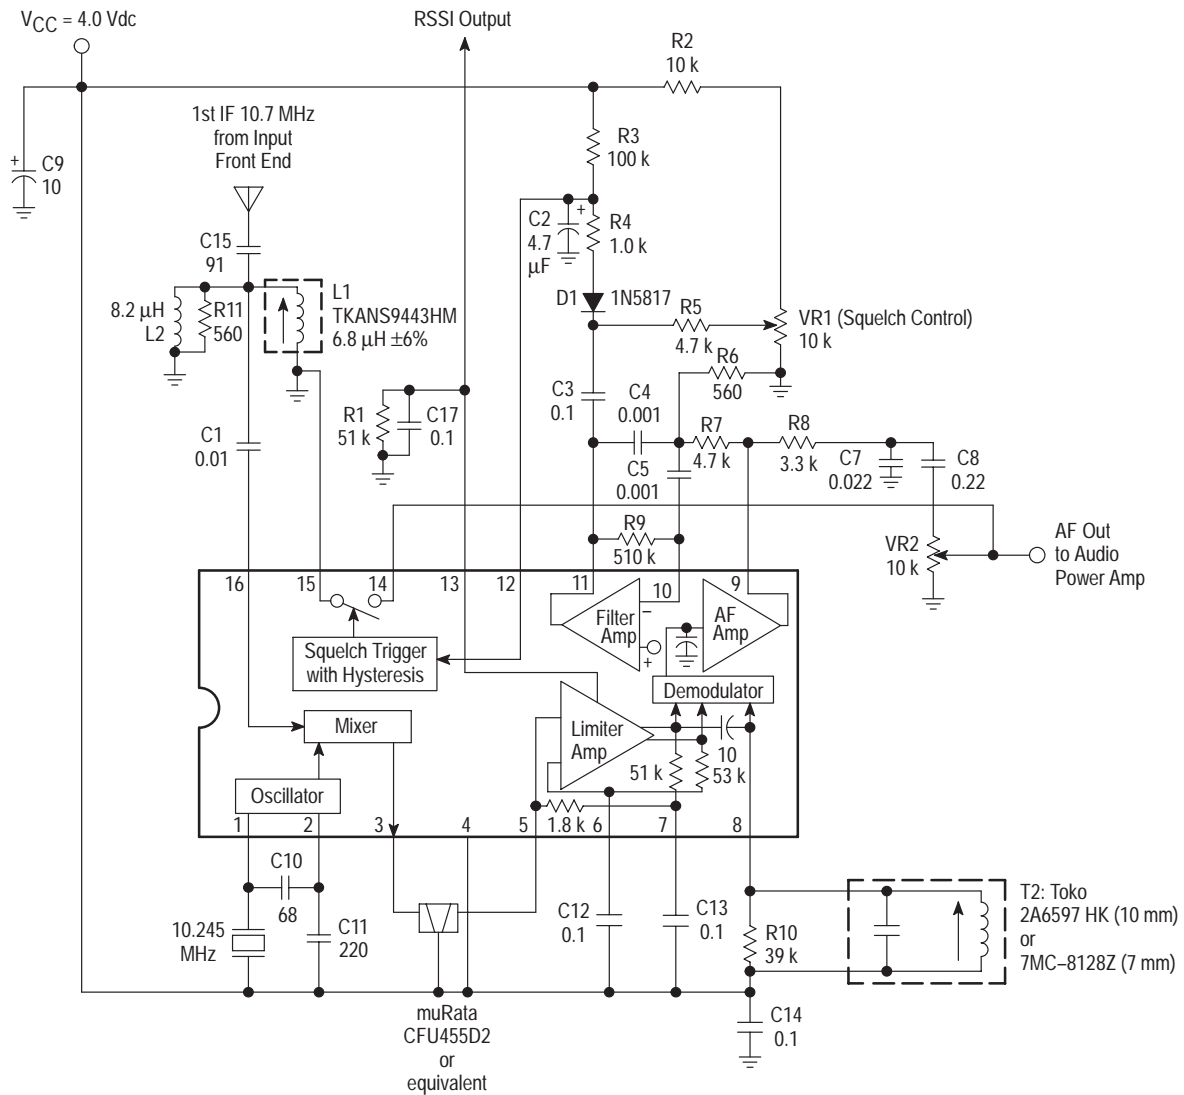 V_CC = 4.0 Vdc
RSSI Output
R2
10 k
1st IF 10.7 MHz
from Input
Front End
R3
100 k
+
C9
10
C2
4.7
µF
+
R4
1.0 k
C15
91
8.2 µH
L2
R11
560
L1
TKANS9443HM
6.8 µH ±6%
D1
1N5817
R5
4.7 k
VR1 (Squelch Control)
10 k
R6
560
C3
0.1
C4
0.001
R1
51 k
C17
0.1
R7
4.7 k
R8
3.3 k
C1
0.01
C5
0.001
C7
0.022
C8
0.22
R9
510 k
VR2
10 k
AF Out
to Audio
Power Amp
16
15
14
13
12
11
10
9
Filter
Amp
−
+
AF
Amp
Squelch Trigger
with Hysteresis
Demodulator
Mixer
Limiter
Amp
10
51 k
53 k
Oscillator
1.8 k
1
2
3
4
5
6
7
8
C10
68
10.245
MHz
C11
220
C12
0.1
C13
0.1
R10
39 k
T2: Toko
2A6597 HK (10 mm)
or
7MC–8128Z (7 mm)
C14
0.1
muRata
CFU455D2
or
equivalent